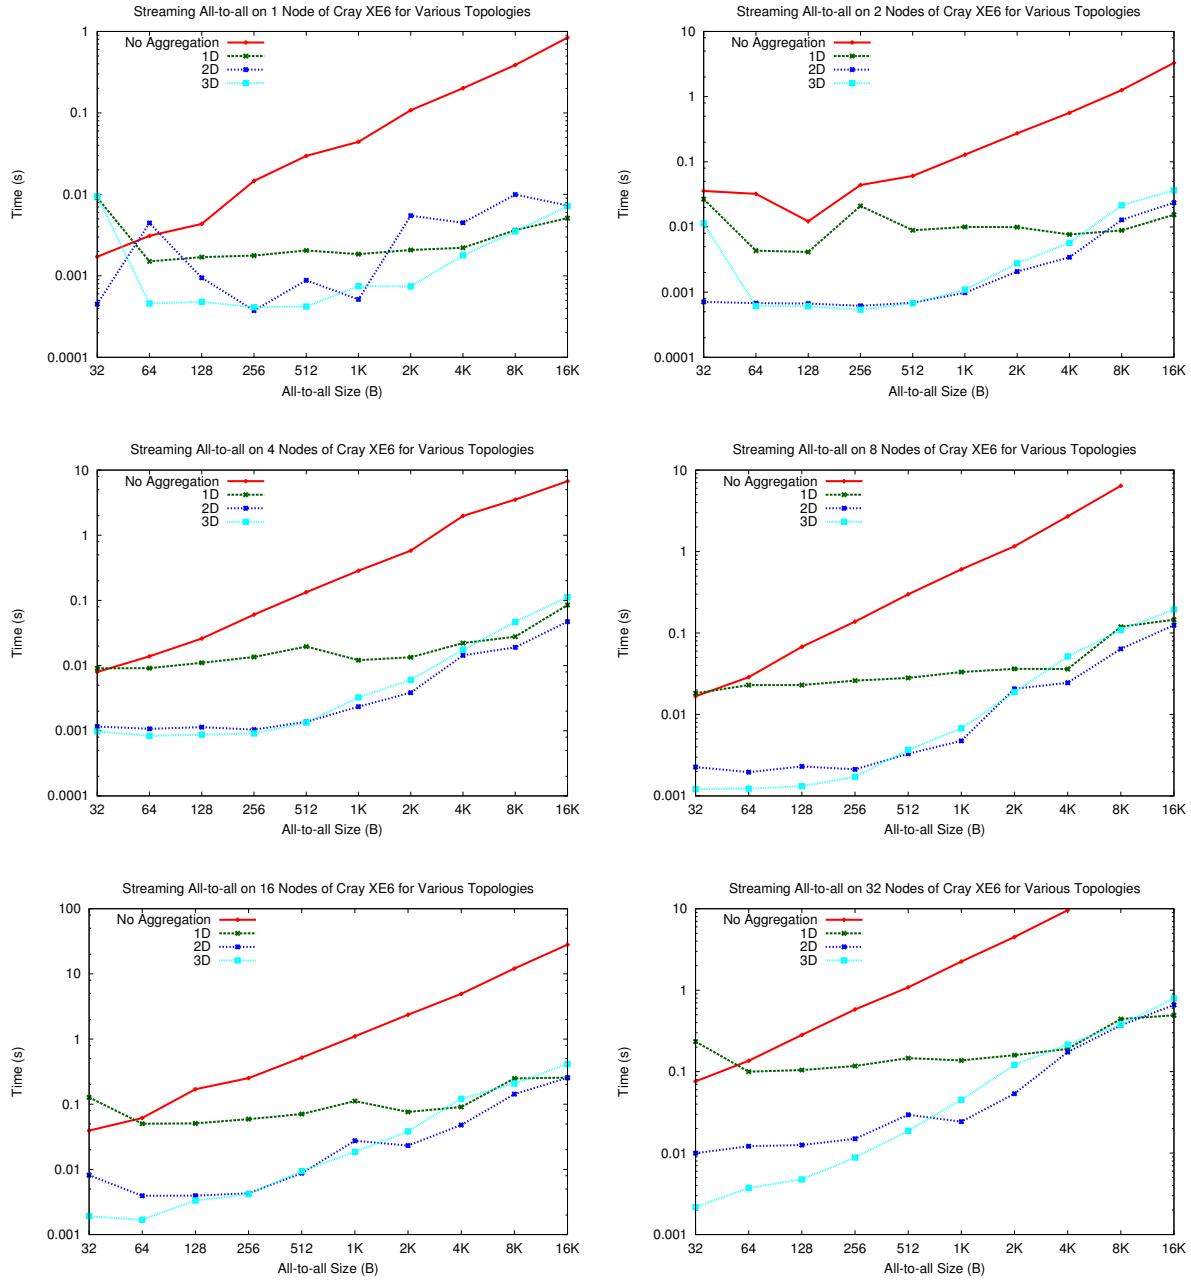 Streaming All-to-all on 1 Node of Cray XE6 for Various Topologies
No Aggregation
1D
2D
3D
1
0.1
0.01
0.001
0.0001
Time (s)
32 64 128 256 512 1K 2K 4K 8K 16K
All-to-all Size (B)
Streaming All-to-all on 2 Nodes of Cray XE6 for Various Topologies
No Aggregation
1D
2D
3D
10
1
0.1
0.01
0.001
0.0001
Time (s)
32 64 128 256 512 1K 2K 4K 8K 16K
All-to-all Size (B)
Streaming All-to-all on 4 Nodes of Cray XE6 for Various Topologies
No Aggregation
1D
2D
3D
10
1
0.1
0.01
0.001
0.0001
Time (s)
32 64 128 256 512 1K 2K 4K 8K 16K
All-to-all Size (B)
Streaming All-to-all on 8 Nodes of Cray XE6 for Various Topologies
No Aggregation
1D
2D
3D
10
1
0.1
0.01
0.001
Time (s)
32 64 128 256 512 1K 2K 4K 8K 16K
All-to-all Size (B)
Streaming All-to-all on 16 Nodes of Cray XE6 for Various Topologies
No Aggregation
1D
2D
3D
100
10
1
0.1
0.01
0.001
Time (s)
32 64 128 256 512 1K 2K 4K 8K 16K
All-to-all Size (B)
Streaming All-to-all on 32 Nodes of Cray XE6 for Various Topologies
No Aggregation
1D
2D
3D
10
1
0.1
0.01
0.001
Time (s)
32 64 128 256 512 1K 2K 4K 8K 16K
All-to-all Size (B)